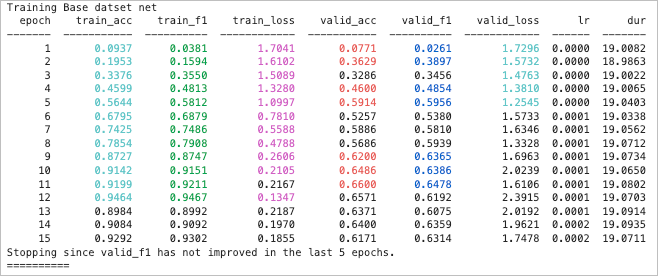 Training Base datset net
epoch train_acc train_f1 train_loss valid_acc valid_f1 valid_loss lr dur
------- ----------- ---------- ------------ ----------- ---------- ------------ ------ -------
1 0.0937 0.0381 1.7041 0.0771 0.0261 1.7296 0.0000 19.0082
2 0.1953 0.1594 1.6102 0.3629 0.3897 1.5732 0.0000 18.9863
3 0.3376 0.3550 1.5089 0.3286 0.3456 1.4763 0.0000 19.0022
4 0.4599 0.4813 1.3280 0.4600 0.4854 1.3810 0.0000 19.0065
5 0.5644 0.5812 1.0997 0.5914 0.5956 1.2545 0.0000 19.0403
6 0.6795 0.6879 0.7810 0.5257 0.5380 1.5733 0.0001 19.0338
7 0.7425 0.7486 0.5588 0.5886 0.5810 1.6346 0.0001 19.0562
8 0.7854 0.7908 0.4788 0.5686 0.5939 1.3328 0.0001 19.0712
9 0.8727 0.8747 0.2606 0.6200 0.6365 1.6963 0.0001 19.0734
10 0.9142 0.9151 0.2105 0.6486 0.6386 2.0239 0.0001 19.0650
11 0.9199 0.9211 0.2167 0.6600 0.6478 1.6106 0.0001 19.0802
12 0.9464 0.9467 0.1347 0.6571 0.6192 2.3915 0.0001 19.0703
13 0.8984 0.8992 0.2187 0.6371 0.6075 2.0192 0.0001 19.0914
14 0.9084 0.9092 0.1970 0.6400 0.6359 1.9621 0.0002 19.0935
15 0.9292 0.9302 0.1855 0.6171 0.6314 1.7478 0.0002 19.0711
Stopping since valid_f1 has not improved in the last 5 epochs.
==========